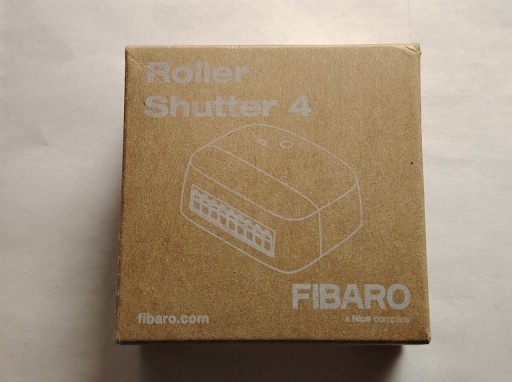 Roller
Shutter 4
FIBARO
fibaro.com
a Nice company